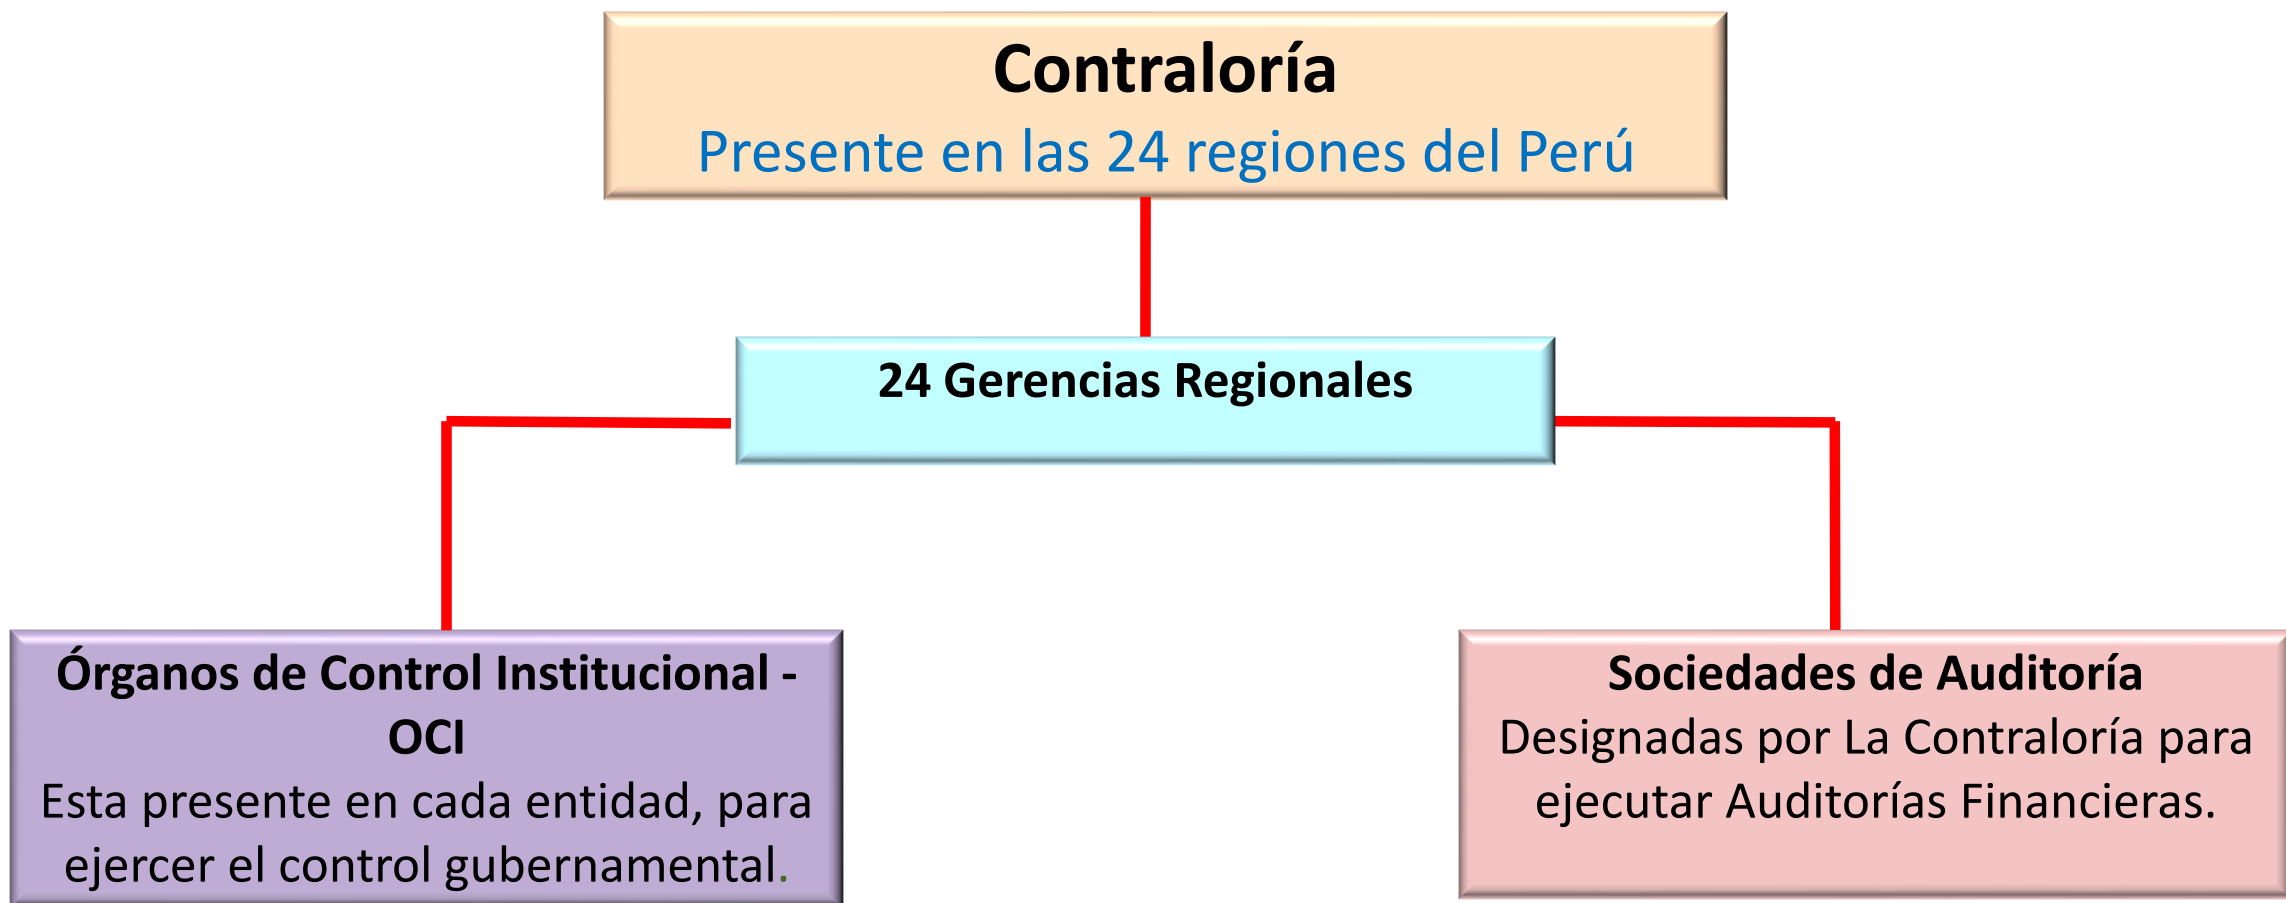 Contraloría
Presente en las 24 regiones del Perú
24 Gerencias Regionales
Órganos de Control Institucional -
OCI
Esta presente en cada entidad, para
ejercer el control gubernamental.
Sociedades de Auditoría
Designadas por La Contraloría para
ejecutar Auditorías Financieras.